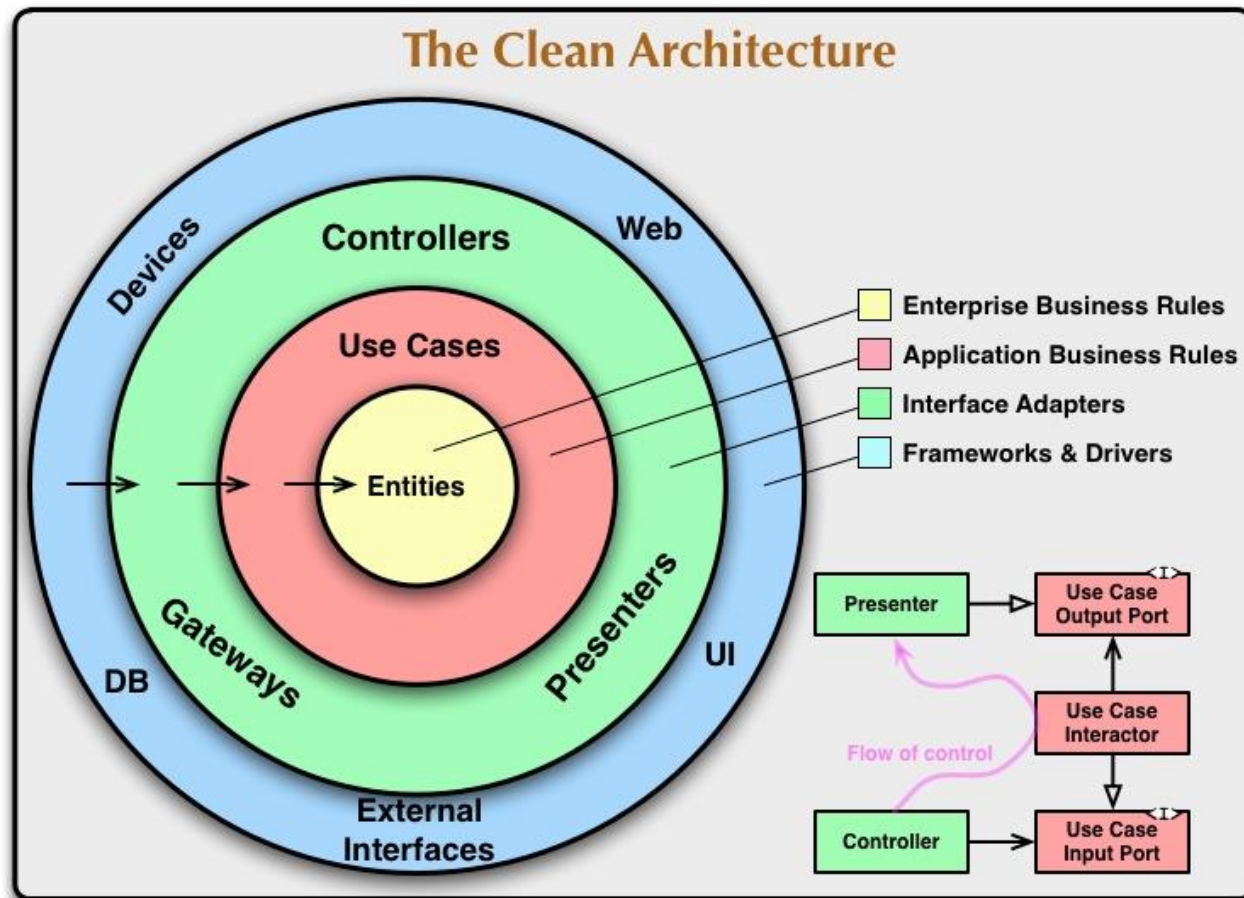 The Clean Architecture
Devices
Web
Controllers
Use Cases
Entities
Gateways
Presenters
DB
UI
External
Interfaces
Enterprise Business Rules
Application Business Rules
Interface Adapters
Frameworks & Drivers
Presenter
<I>
Use Case
Output Port
Use Case
Interactor
Flow of control
Controller
<I>
Use Case
Input Port